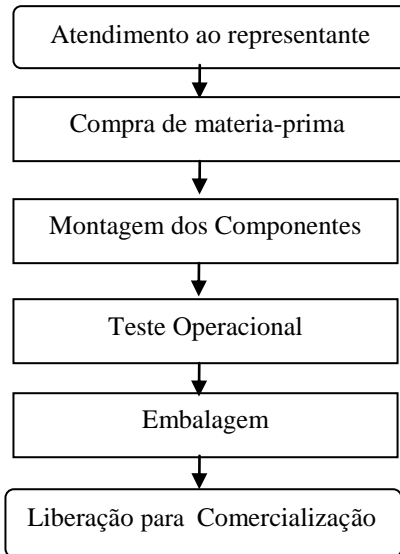 Atendimento ao representante
Compra de materia-prima
Montagem dos Componentes
Teste Operacional
Embalagem
Liberação para Comercialização